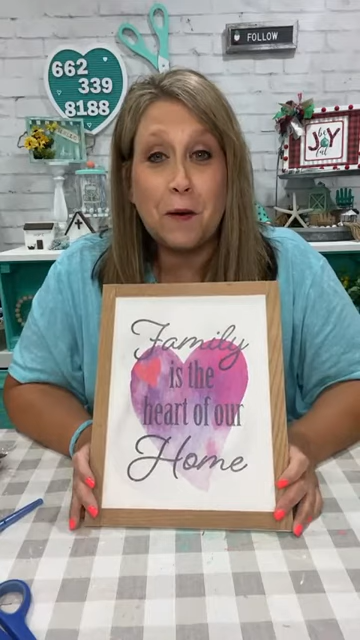 662
339
8188
FOLLOW
JOY
Family
is the
heart of our
Home